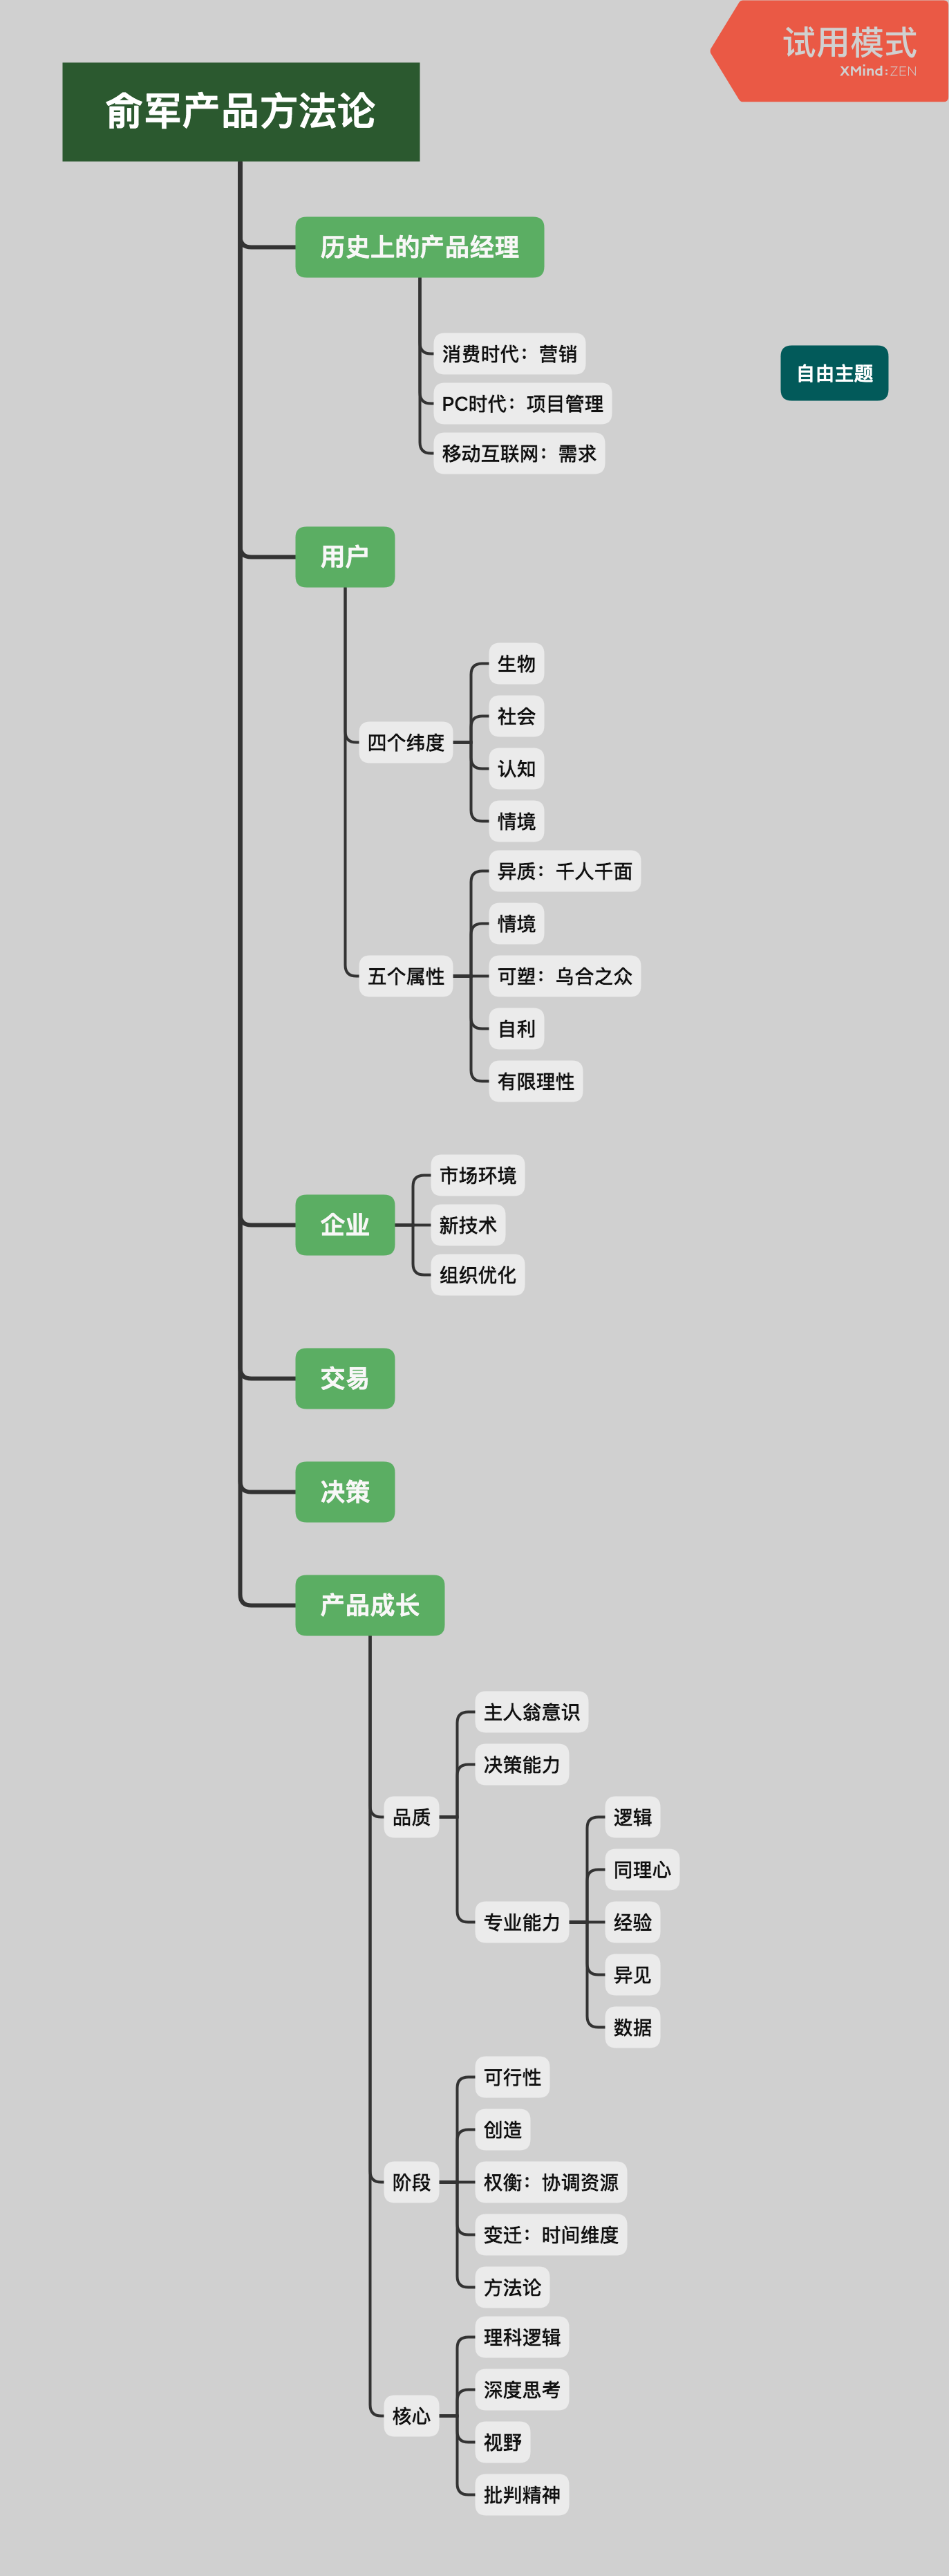 试用模式
XMind:ZEN
俞军产品方法论
历史上的产品经理
消费时代：营销
自由主题
PC时代：项目管理
移动互联网：需求
用户
四个纬度
生物
社会
认知
情境
五个属性
异质：千人千面
情境
可塑：乌合之众
自利
有限理性
企业
市场环境
新技术
组织优化
交易
决策
产品成长
品质
主人翁意识
决策能力
专业能力
逻辑
同理心
经验
异见
数据
阶段
可行性
创造
权衡：协调资源
变迁：时间维度
方法论
核心
理科逻辑
深度思考
视野
批判精神